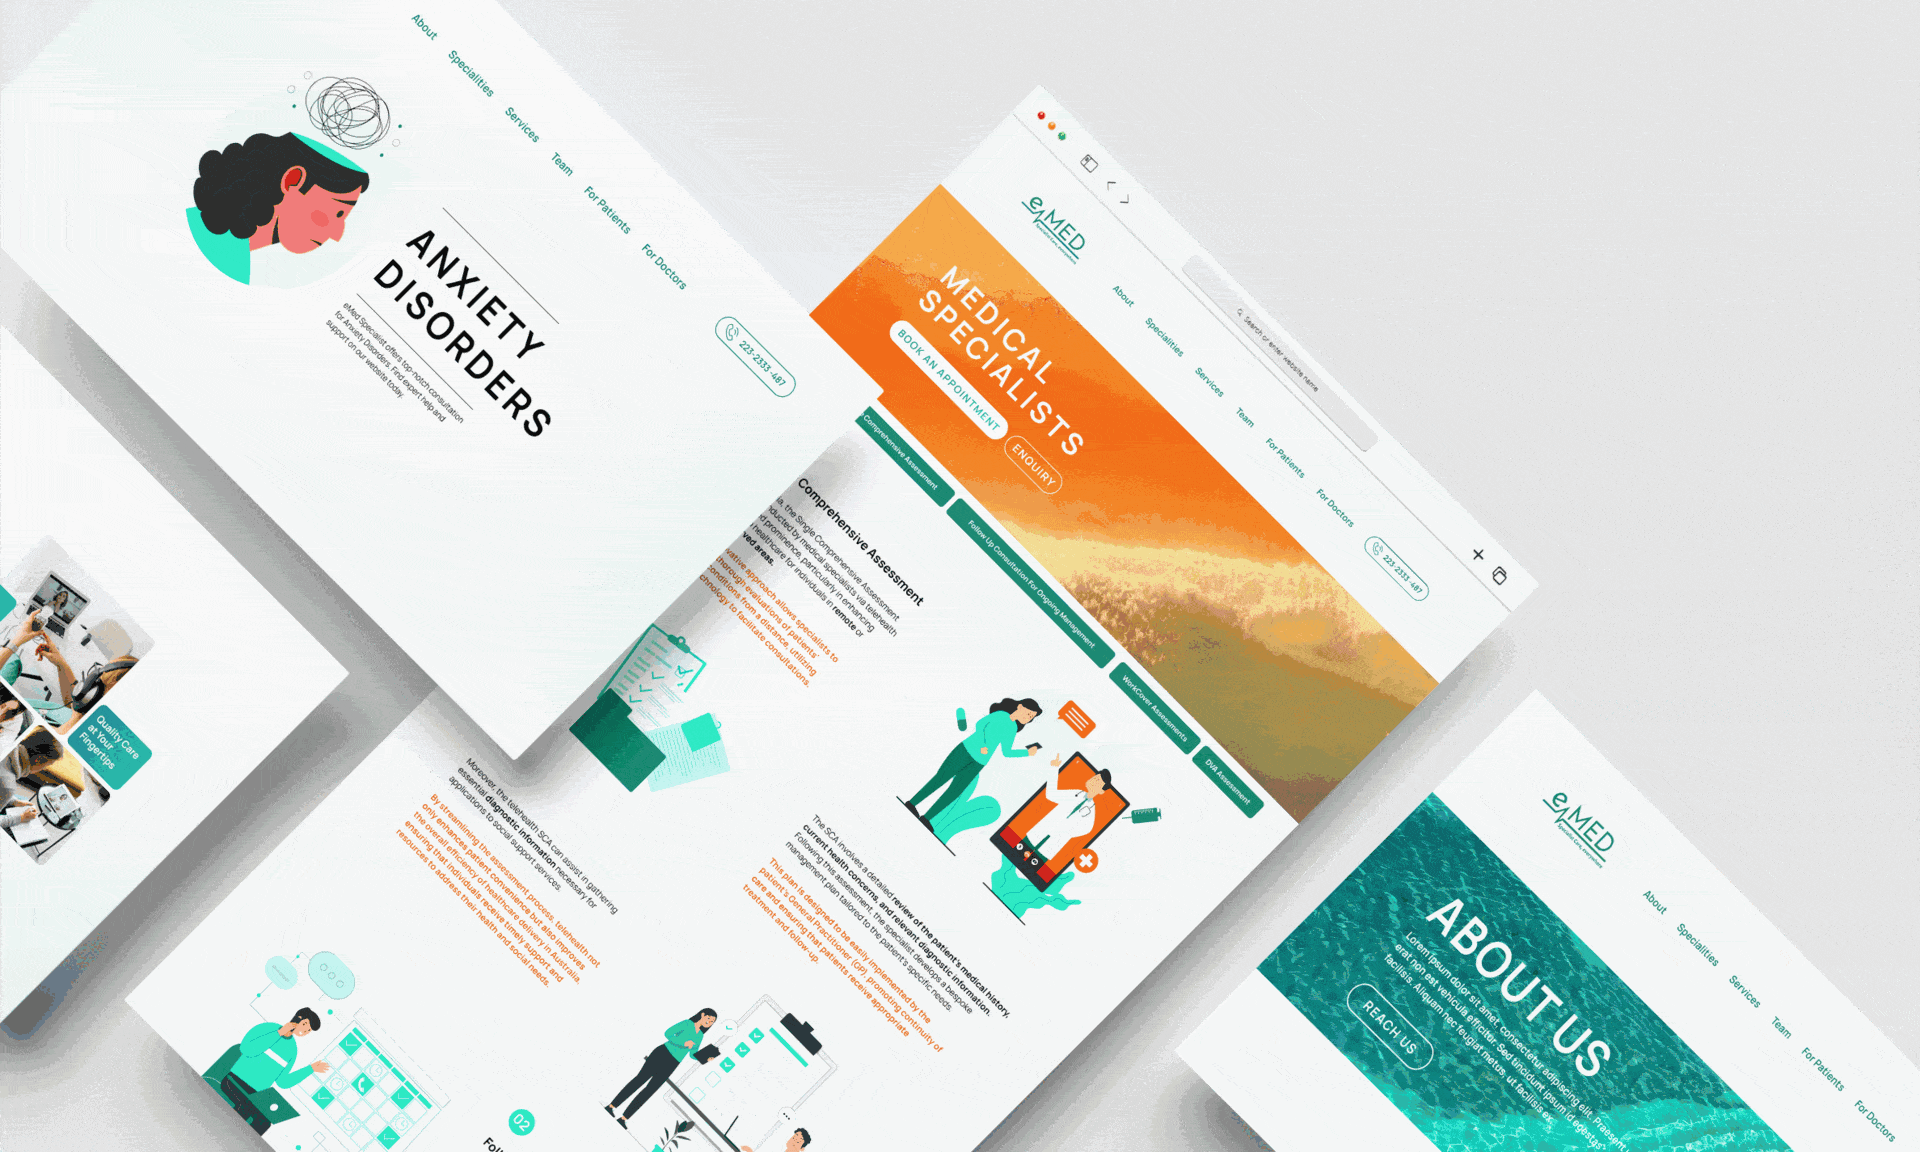 About
Specialities
Services
Team
For Patients
For Doctors
223-2333-487
ANXIETY
DISORDERS
eMed Specialist offers top-notch consultation
for Anxiety Disorders. Find expert help and
support on our website today.
Quality Care
at Your
Fingertips
Search or enter website name
eMED
Specialist Care, everywhere
About
Specialities
Services
Team
For Patients
For Doctors
223-2333-487
MEDICAL
SPECIALISTS
BOOK AN APPOINTMENT
ENQUIRY
Comprehensive Assessment
Follow Up Consultation For Ongoing Management
WorkCover Assessments
DVA Assessment
Comprehensive Assessment
the Single Comprehensive Assessment
ducted by medical specialists via telehealth
d prominence, particularly in enhancing
healthcare for individuals in remote or
ved areas.
vative approach allows specialists to
horough evaluations of patients'
conditions from a distance, utilizing
chnology to facilitate consultations.
The SCA involves a detailed review of the patient's medical history,
current health concerns, and relevant diagnostic information.
Following this assessment, the specialist develops a bespoke
management plan tailored to the patient's specific needs.
This plan is designed to be easily implemented by the
patient's General Practitioner (GP), promoting continuity of
care and ensuring that patients receive appropriate
treatment and follow-up.
Moreover, the telehealth SCA can assist in gathering
essential diagnostic information necessary for
applications to social support services.
By streamlining the assessment process, telehealth not
only enhances patient convenience but also improves
the overall efficiency of healthcare delivery in Australia,
ensuring that individuals receive timely support and
resources to address their health and social needs.
02
Foll
eMED
Specialist Care, everywhere
About
Specialities
Services
Team
For Patients
For Doctors
ABOUT US
Lorem ipsum dolor sit amet, consectetur adipiscing elit. Praesent
erat non est vehicula efficitur. Sed tincidunt ipsum id egestas
facilisis. Aliquam nec feugiat metus, ut facilisis ex.
REACH US